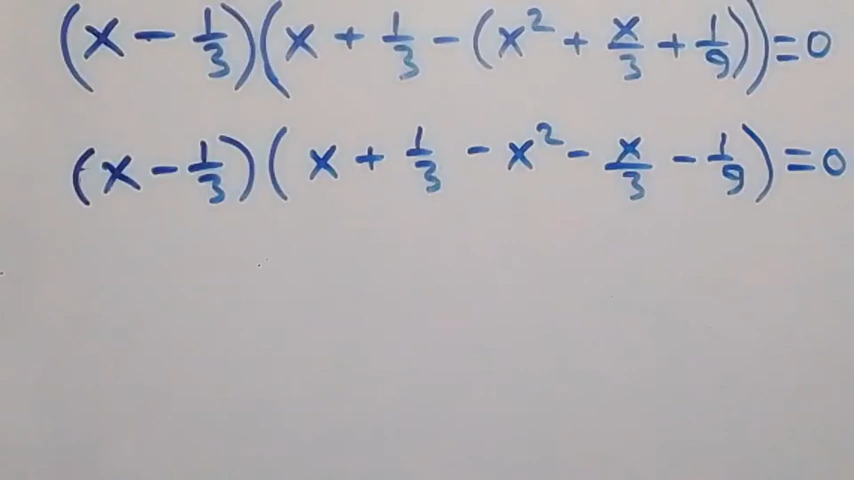 (x - 1/3)(x + 1/3 - (x² + x/3 + 1/9)) = 0
(x - 1/3)(x + 1/3 - x² - x/3 - 1/9) = 0